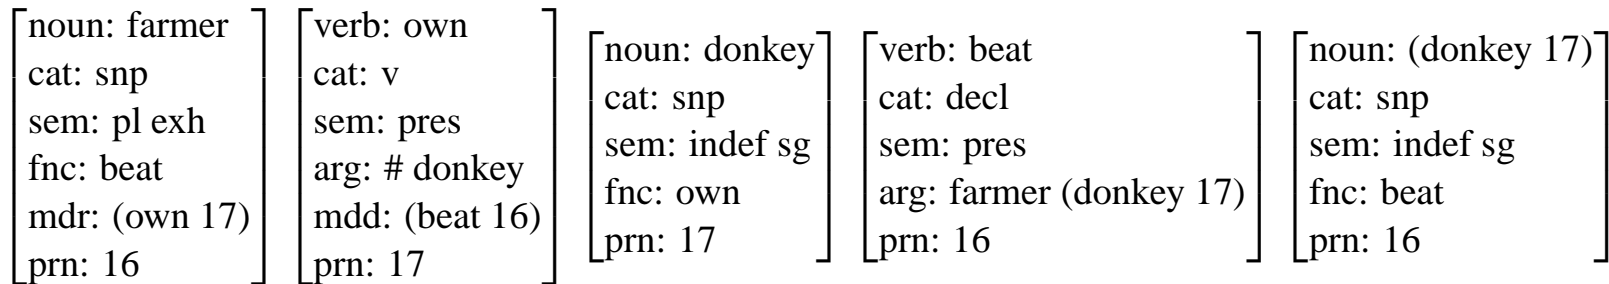 noun: farmer
cat: snp
sem: pl exh
fnc: beat
mdr: (own 17)
prn: 16
verb: own
cat: v
sem: pres
arg: # donkey
mdd: (beat 16)
prn: 17
noun: donkey
cat: snp
sem: indef sg
fnc: own
prn: 17
verb: beat
cat: decl
sem: pres
arg: farmer (donkey 17)
prn: 16
noun: (donkey 17)
cat: snp
sem: indef sg
fnc: beat
prn: 16